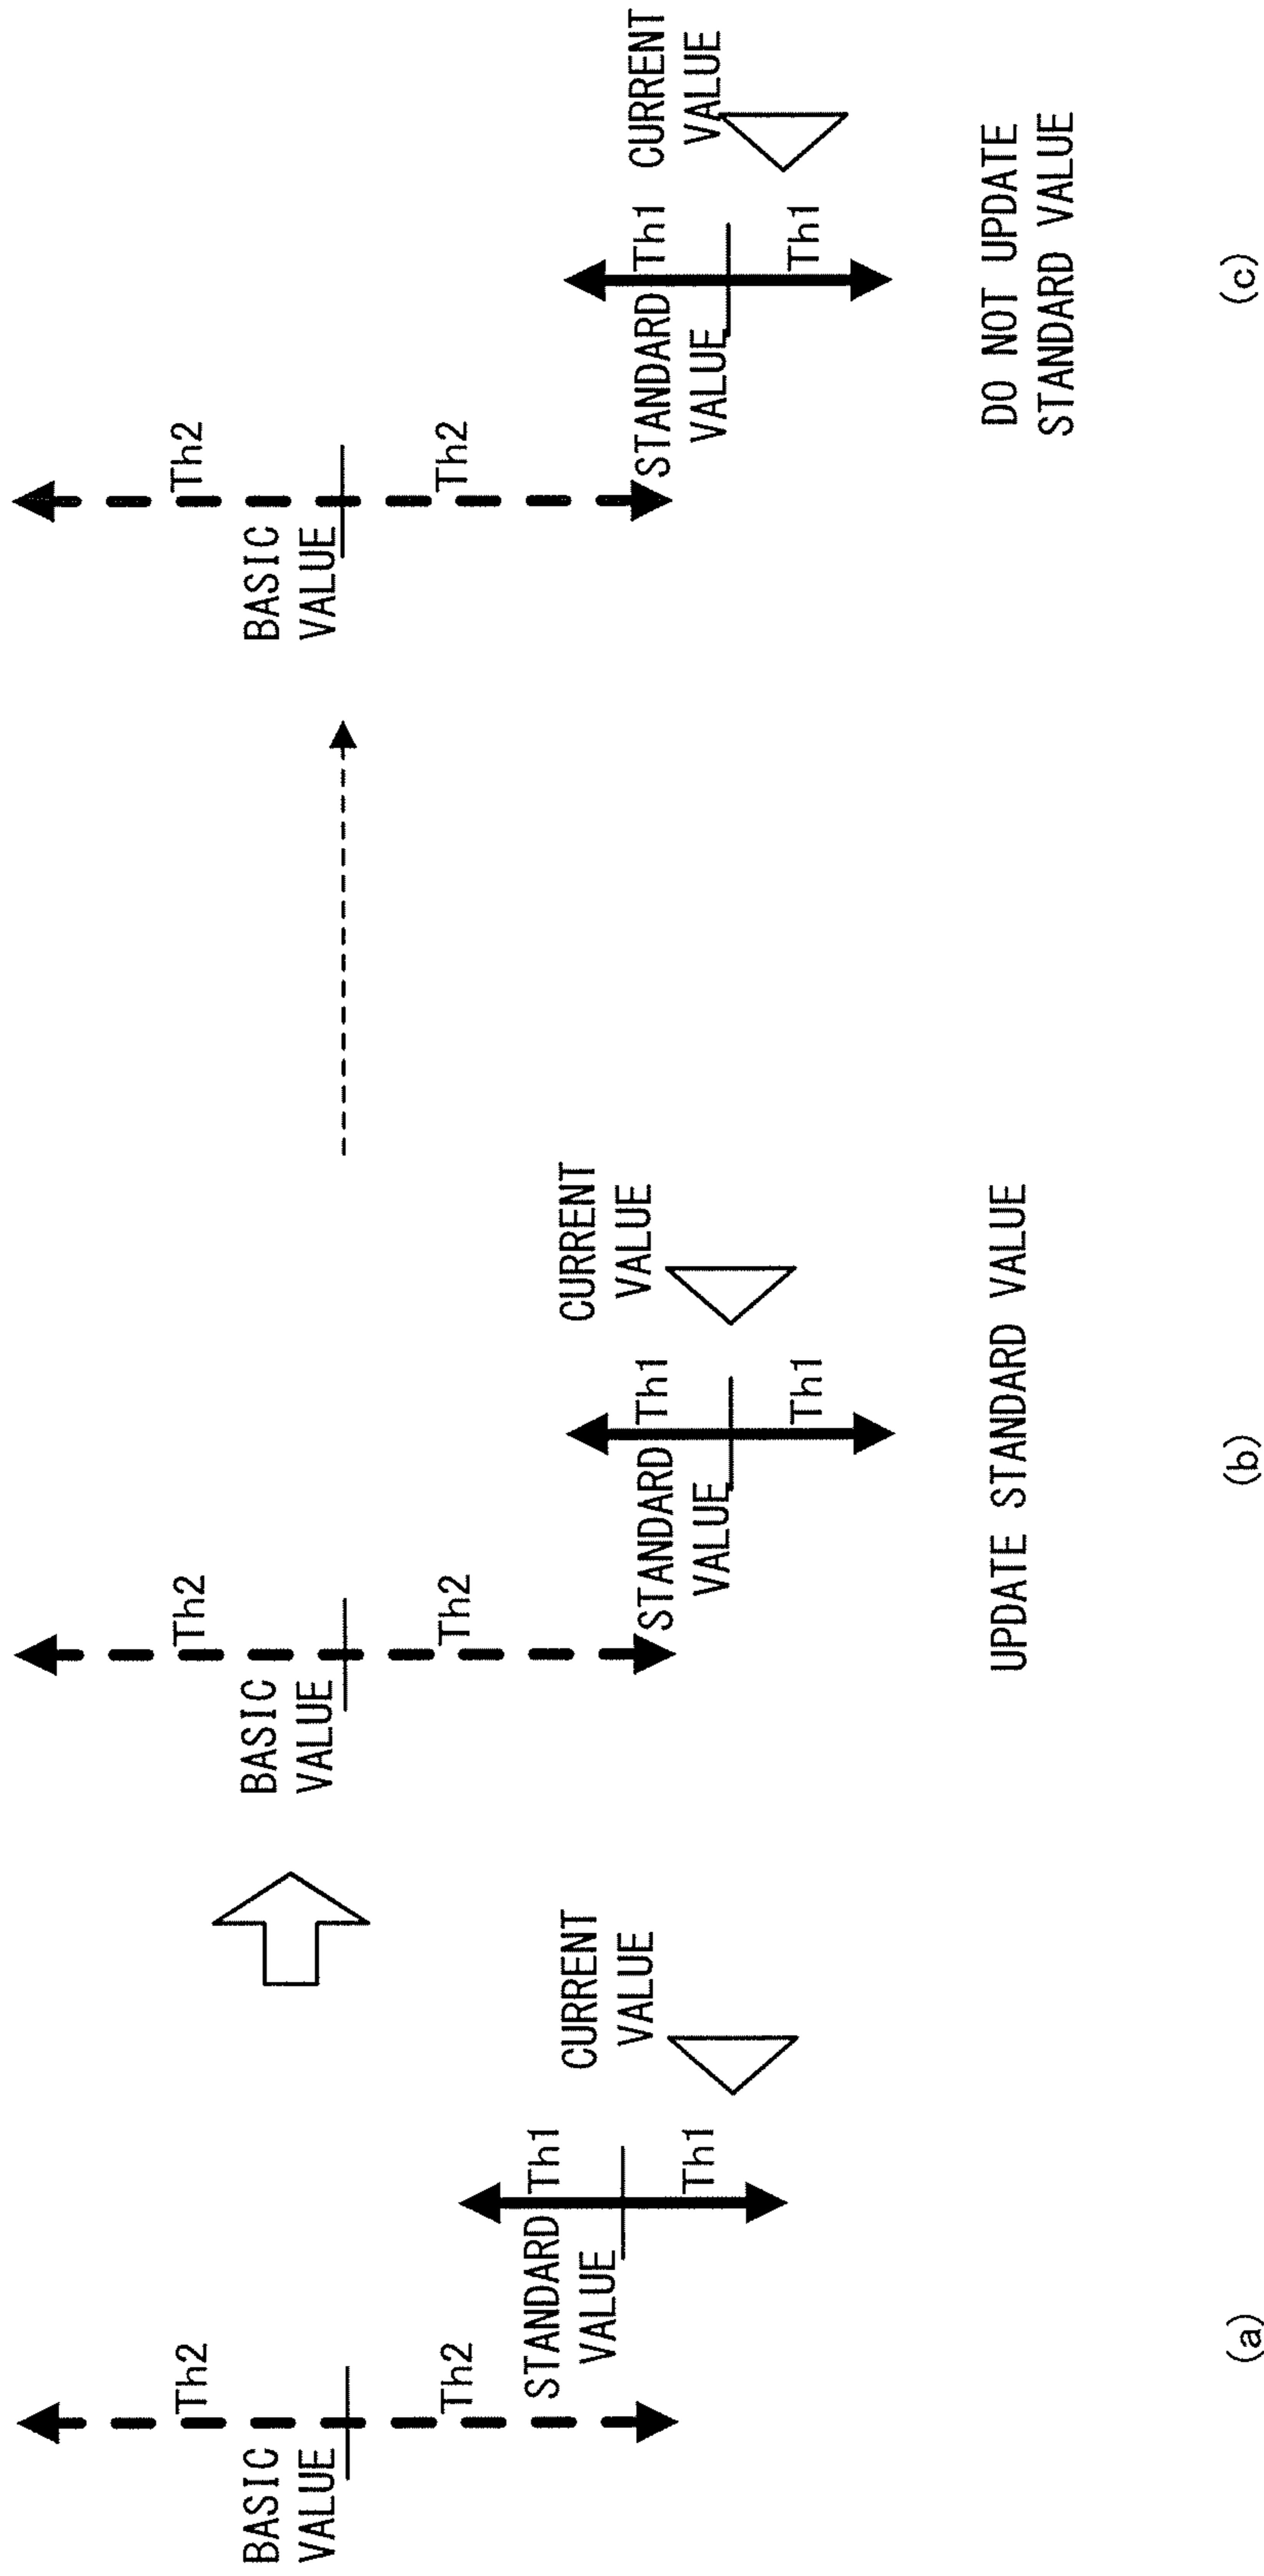 BASIC
VALUE
Th2
Th2
STANDARD
VALUE
Th1
Th1
CURRENT
VALUE
(a)
BASIC
VALUE
Th2
Th2
STANDARD
VALUE
Th1
Th1
CURRENT
VALUE
UPDATE STANDARD VALUE
(b)
BASIC
VALUE
Th2
Th2
STANDARD
VALUE
Th1
Th1
CURRENT
VALUE
DO NOT UPDATE
STANDARD VALUE
(c)